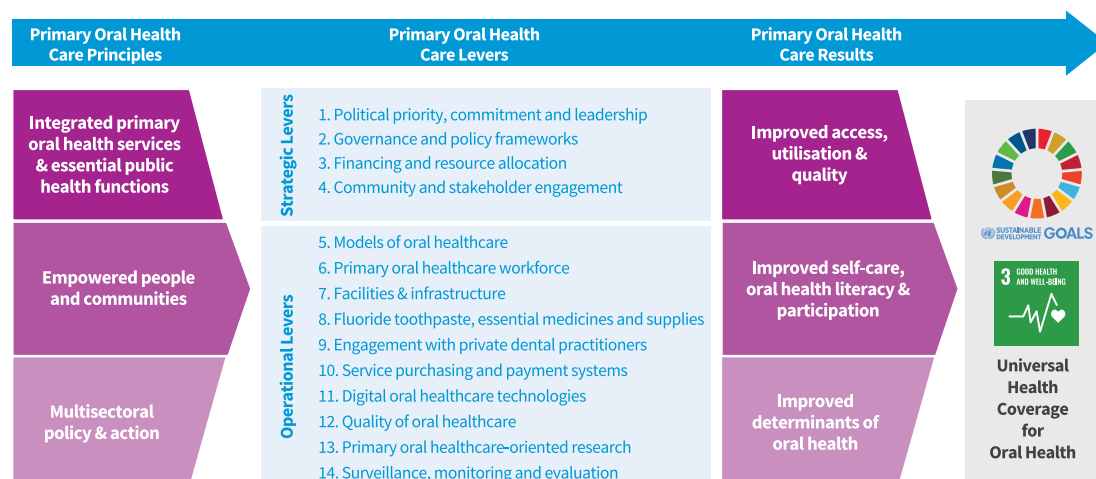 Primary Oral Health
Care Principles
Primary Oral Health
Care Levers
Primary Oral Health
Care Results
Integrated primary
oral health services
& essential public
health functions
Empowered people
and communities
Multisectoral
policy & action
Strategic Levers
1. Political priority, commitment and leadership
2. Governance and policy frameworks
3. Financing and resource allocation
4. Community and stakeholder engagement
Operational Levers
5. Models of oral healthcare
6. Primary oral healthcare workforce
7. Facilities & infrastructure
8. Fluoride toothpaste, essential medicines and supplies
9. Engagement with private dental practitioners
10. Service purchasing and payment systems
11. Digital oral healthcare technologies
12. Quality of oral healthcare
13. Primary oral healthcare-oriented research
14. Surveillance, monitoring and evaluation
Improved access,
utilisation &
quality
Improved self-care,
oral health literacy &
participation
Improved
determinants of
oral health
SUSTAINABLE
DEVELOPMENT GOALS
3 GOOD HEALTH
AND WELL-BEING
Universal
Health
Coverage
for
Oral Health